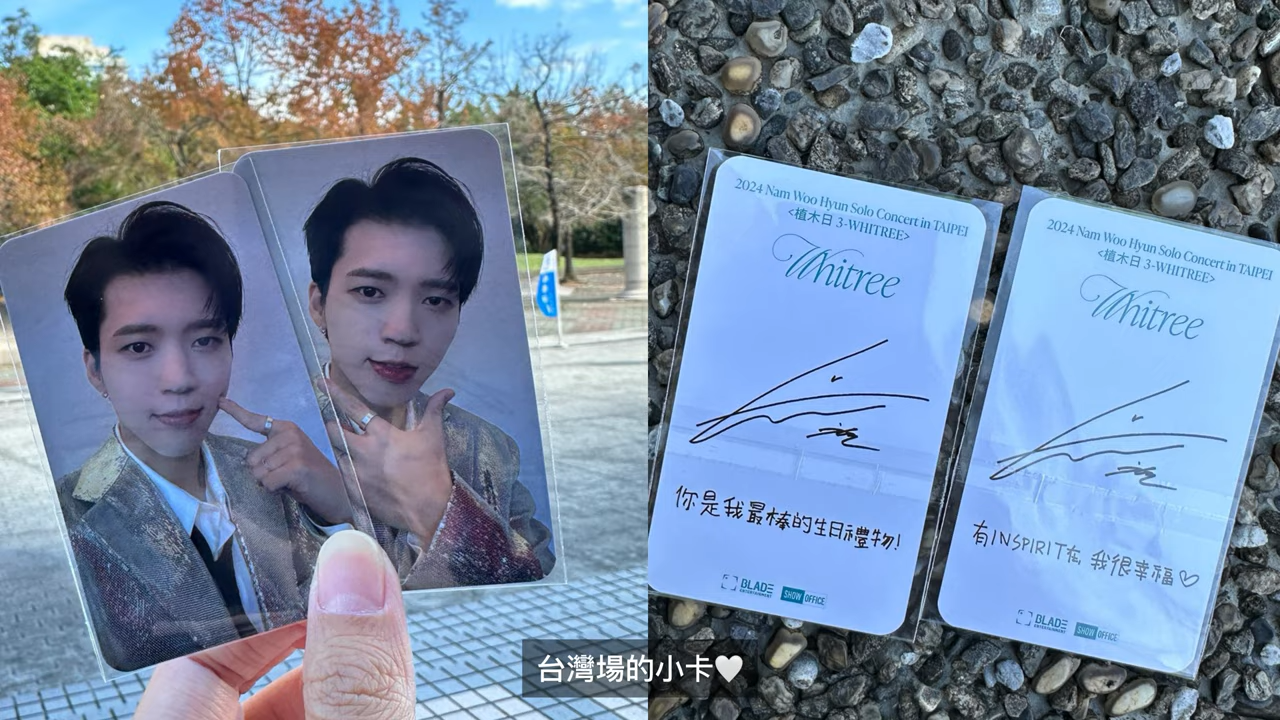 2024 Nam Woo Hyun Solo Concert in TAIPEI
<植木日 3-WHITREE>
Whitree
你是我最棒的生日禮物!
BLADE
ENTERTAINMENT
SHOW OFFICE
2024 Nam Woo Hyun Solo Concert in TAIPEI
<植木日 3-WHITREE>
Whitree
有INSPIRIT在, 我很幸福♡
BLADE
ENTERTAINMENT
SHOW OFFICE
台灣場的小卡🤍